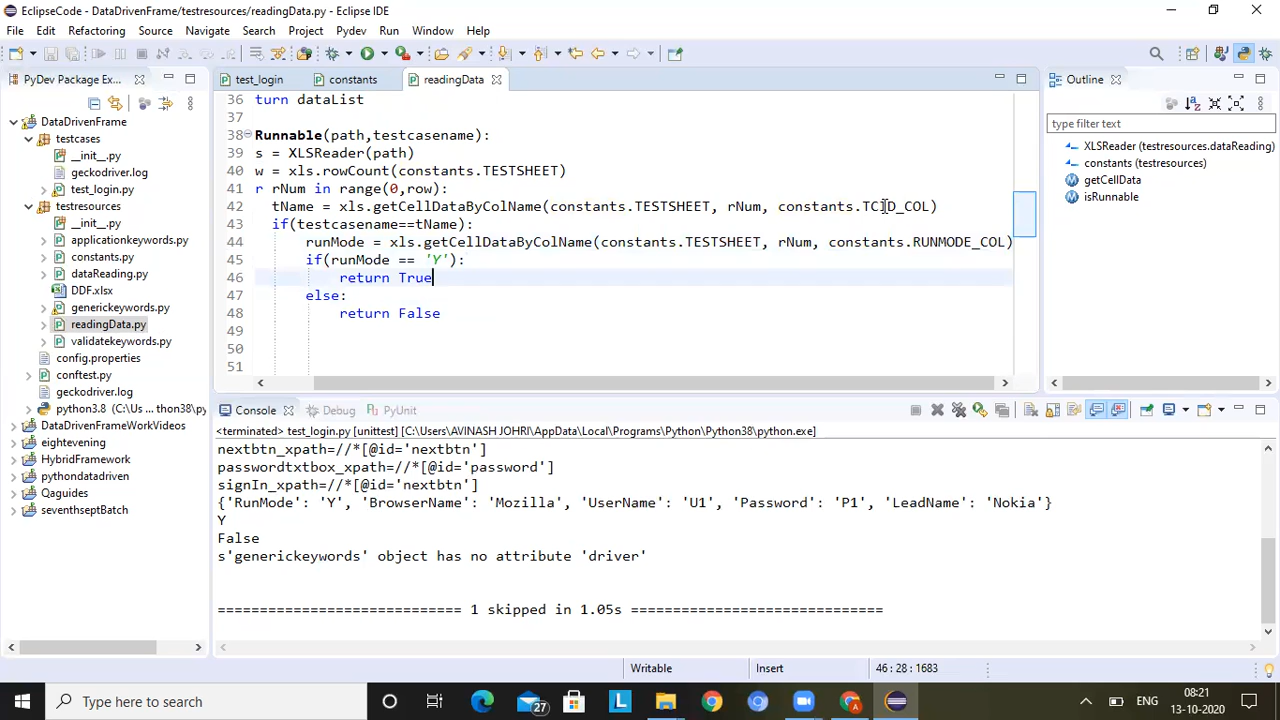 EclipseCode - DataDrivenFrame/testresources/readingData.py - Eclipse IDE
File Edit Refactoring Source Navigate Search Project Pydev Run Window Help
PyDev Package Ex...
DataDrivenFrame
testcases
__init__.py
geckodriver.log
test_login.py
testresources
__init__.py
applicationkeywords.py
constants.py
dataReading.py
DDF.xlsx
generickeywords.py
readingData.py
validatekeywords.py
config.properties
conftest.py
geckodriver.log
python3.8 (C:\Us ... thon38\py
DataDrivenFrameWorkVideos
eightevening
HybridFramework
pythondatadriven
Qaguides
seventhseptBatch
test_login constants readingData
36 turn dataList
37
38 Runnable(path,testcasename):
39 s = XLSReader(path)
40 w = xls.rowCount(constants.TESTSHEET)
41 r rNum in range(0,row):
42 tName = xls.getCellDataByColName(constants.TESTSHEET, rNum, constants.TCID_COL)
43 if(testcasename==tName):
44 runMode = xls.getCellDataByColName(constants.TESTSHEET, rNum, constants.RUNMODE_COL)
45 if(runMode == 'Y'):
46 return True
47 else:
48 return False
49
50
51
Outline
type filter text
XLSReader (testresources.dataReading)
constants (testresources)
getCellData
isRunnable
Console Debug PyUnit
<terminated> test_login.py [unittest] [C:\Users\AVINASH JOHRI\AppData\Local\Programs\Python\Python38\python.exe]
nextbtn_xpath=//*[@id='nextbtn']
passwordtxtbox_xpath=//*[@id='password']
signIn_xpath=//*[@id='nextbtn']
{'RunMode': 'Y', 'BrowserName': 'Mozilla', 'UserName': 'U1', 'Password': 'P1', 'LeadName': 'Nokia'}
Y
False
s'generickeywords' object has no attribute 'driver'
============================= 1 skipped in 1.05s =============================
Writable Insert 46 : 28 : 1683
Type here to search
27
L
A
ENG
08:21
13-10-2020